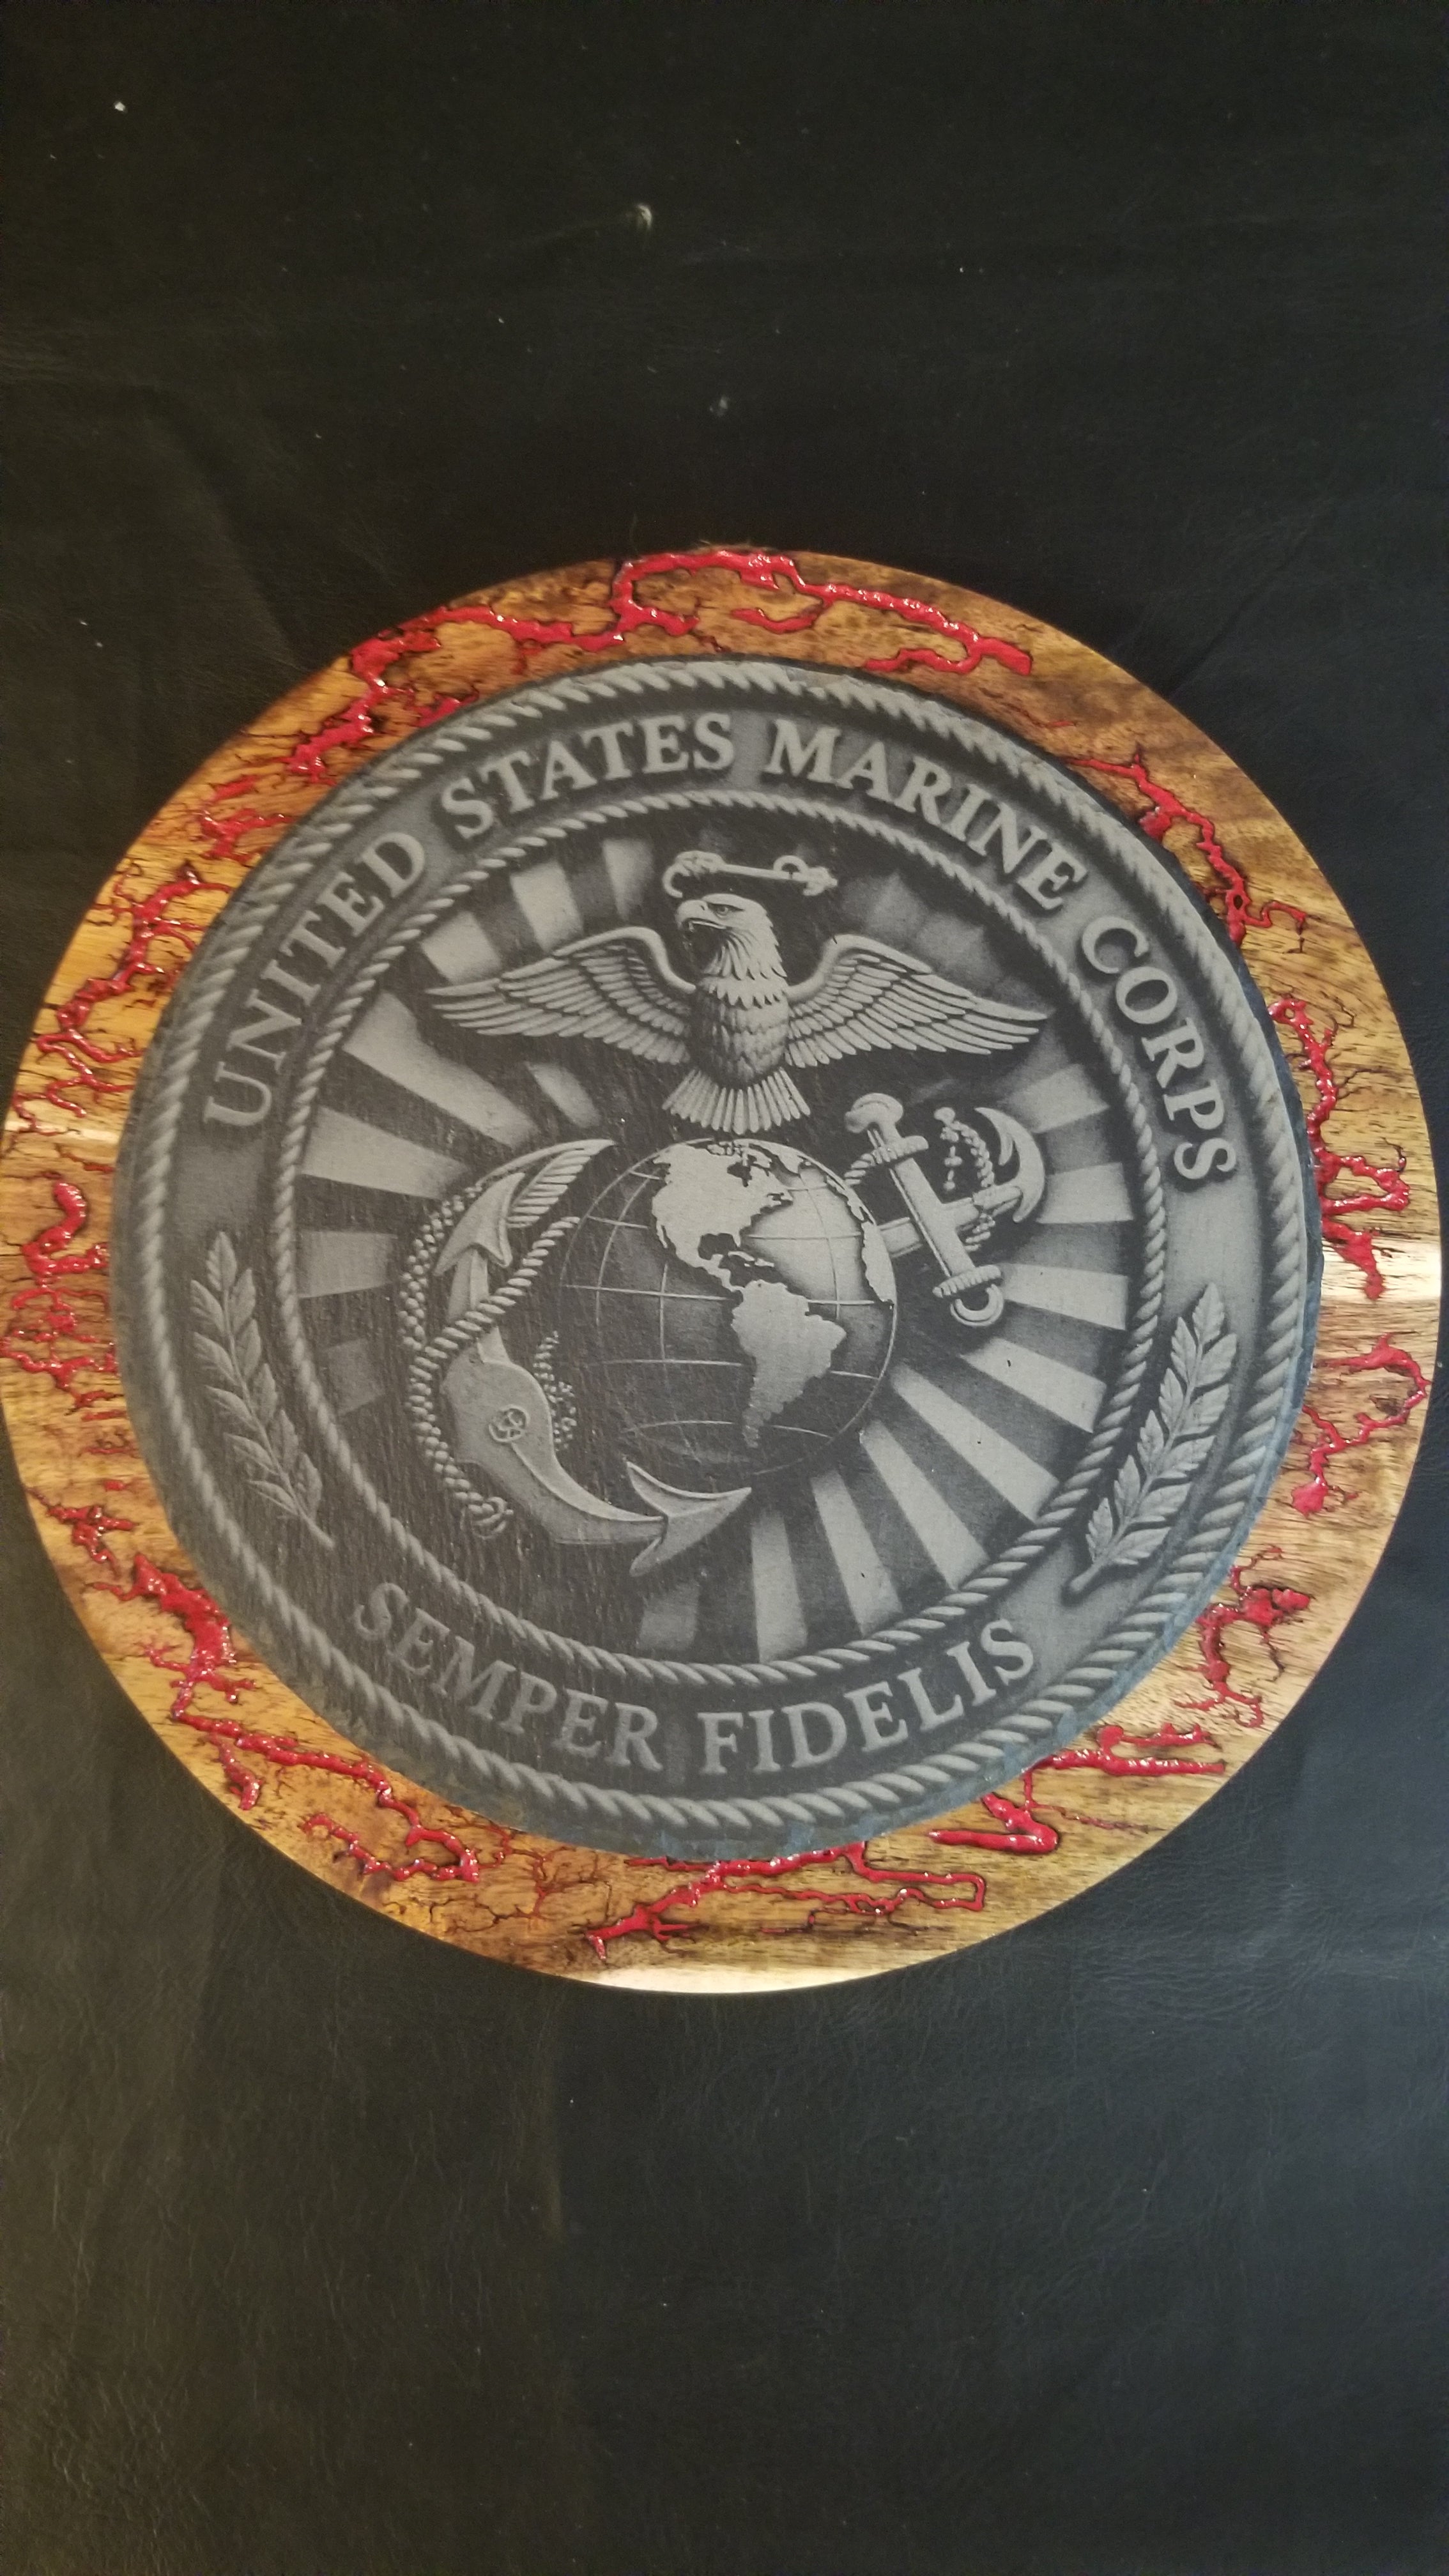 UNITED STATES MARINE CORPS
SEMPER FIDELIS